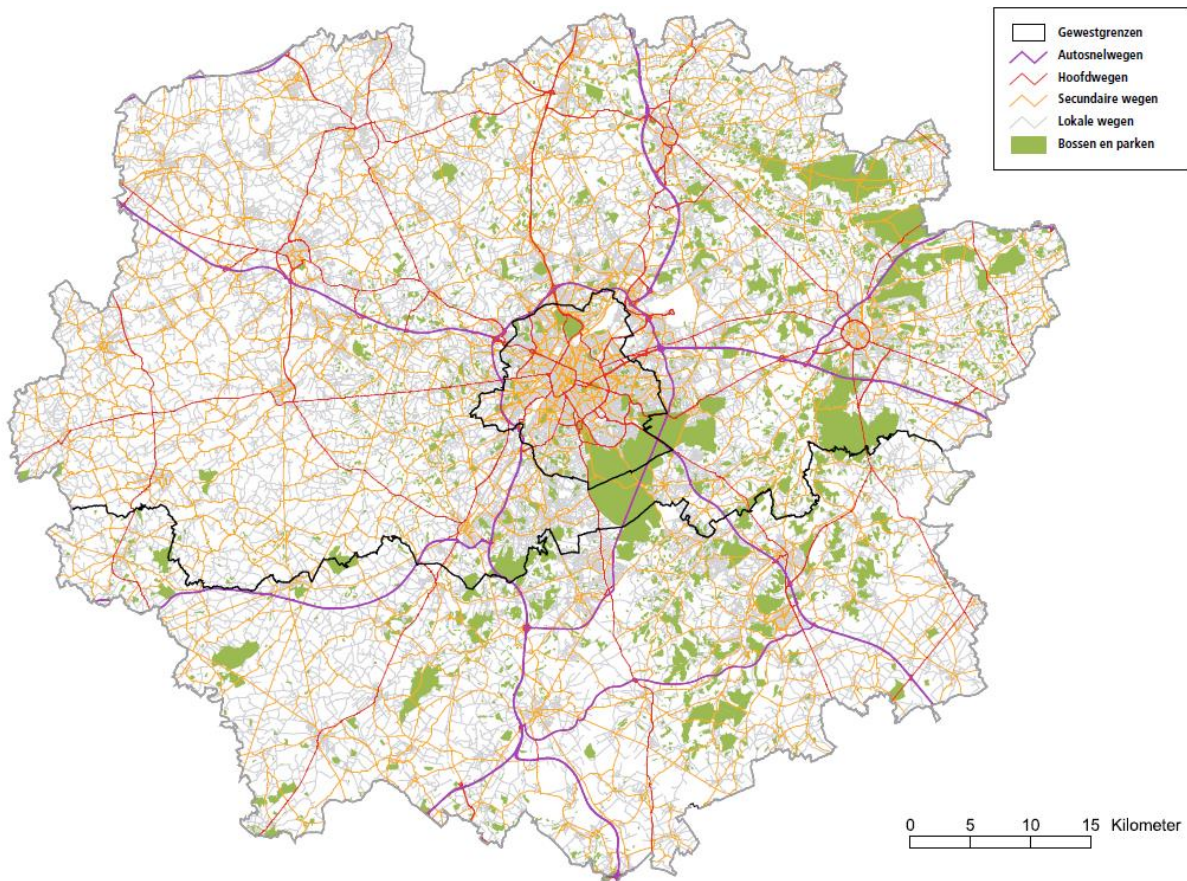 Gewestgrenzen
Autosnelwegen
Hoofdwegen
Secundaire wegen
Lokale wegen
Bossen en parken
0 5 10 15 Kilometer